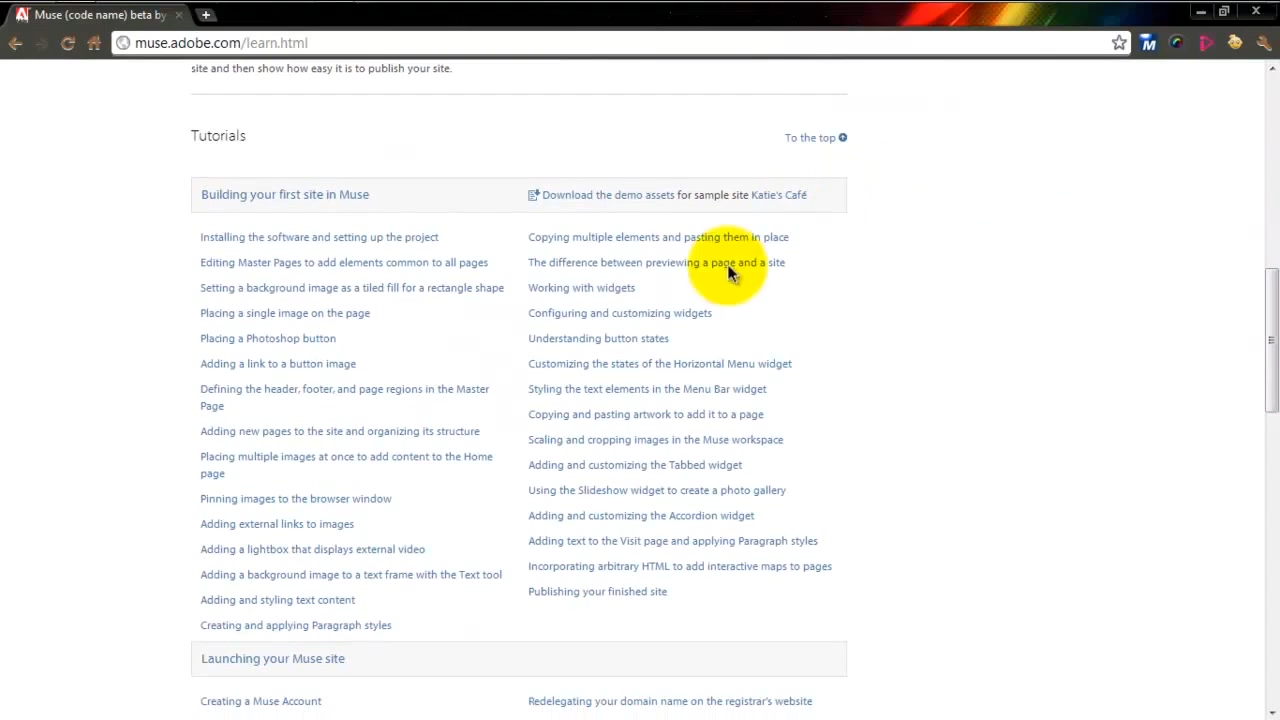 Muse (code name) beta by
muse.adobe.com/learn.html
site and then show how easy it is to publish your site.
Tutorials
To the top
Building your first site in Muse
Download the demo assets for sample site Katie's Café
Installing the software and setting up the project
Editing Master Pages to add elements common to all pages
Setting a background image as a tiled fill for a rectangle shape
Placing a single image on the page
Placing a Photoshop button
Adding a link to a button image
Defining the header, footer, and page regions in the Master
Page
Adding new pages to the site and organizing its structure
Placing multiple images at once to add content to the Home
page
Pinning images to the browser window
Adding external links to images
Adding a lightbox that displays external video
Adding a background image to a text frame with the Text tool
Adding and styling text content
Creating and applying Paragraph styles
Copying multiple elements and pasting them in place
The difference between previewing a page and a site
Working with widgets
Configuring and customizing widgets
Understanding button states
Customizing the states of the Horizontal Menu widget
Styling the text elements in the Menu Bar widget
Copying and pasting artwork to add it to a page
Scaling and cropping images in the Muse workspace
Adding and customizing the Tabbed widget
Using the Slideshow widget to create a photo gallery
Adding and customizing the Accordion widget
Adding text to the Visit page and applying Paragraph styles
Incorporating arbitrary HTML to add interactive maps to pages
Publishing your finished site
Launching your Muse site
Creating a Muse Account
Redelegating your domain name on the registrar's website